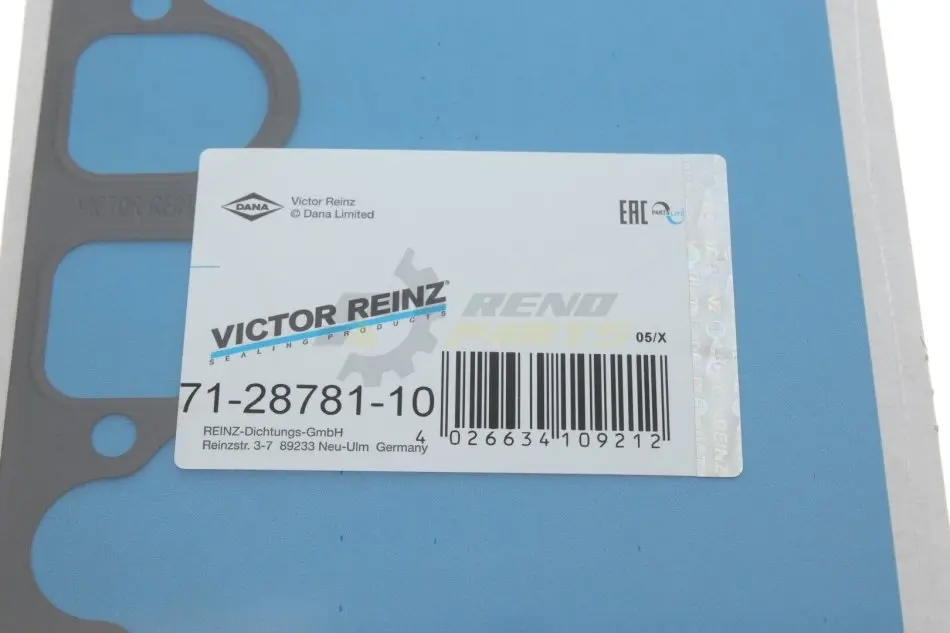 DANA
Victor Reinz
© Dana Limited
EAC
PARTSLIFE
VICTOR REINZ®
SEALING PRODUCTS
RENO
PARTS
05/X
71-28781-10
REINZ-Dichtungs-GmbH
Reinzstr. 3-7 89233 Neu-Ulm Germany
4 026634 109212
REINZ